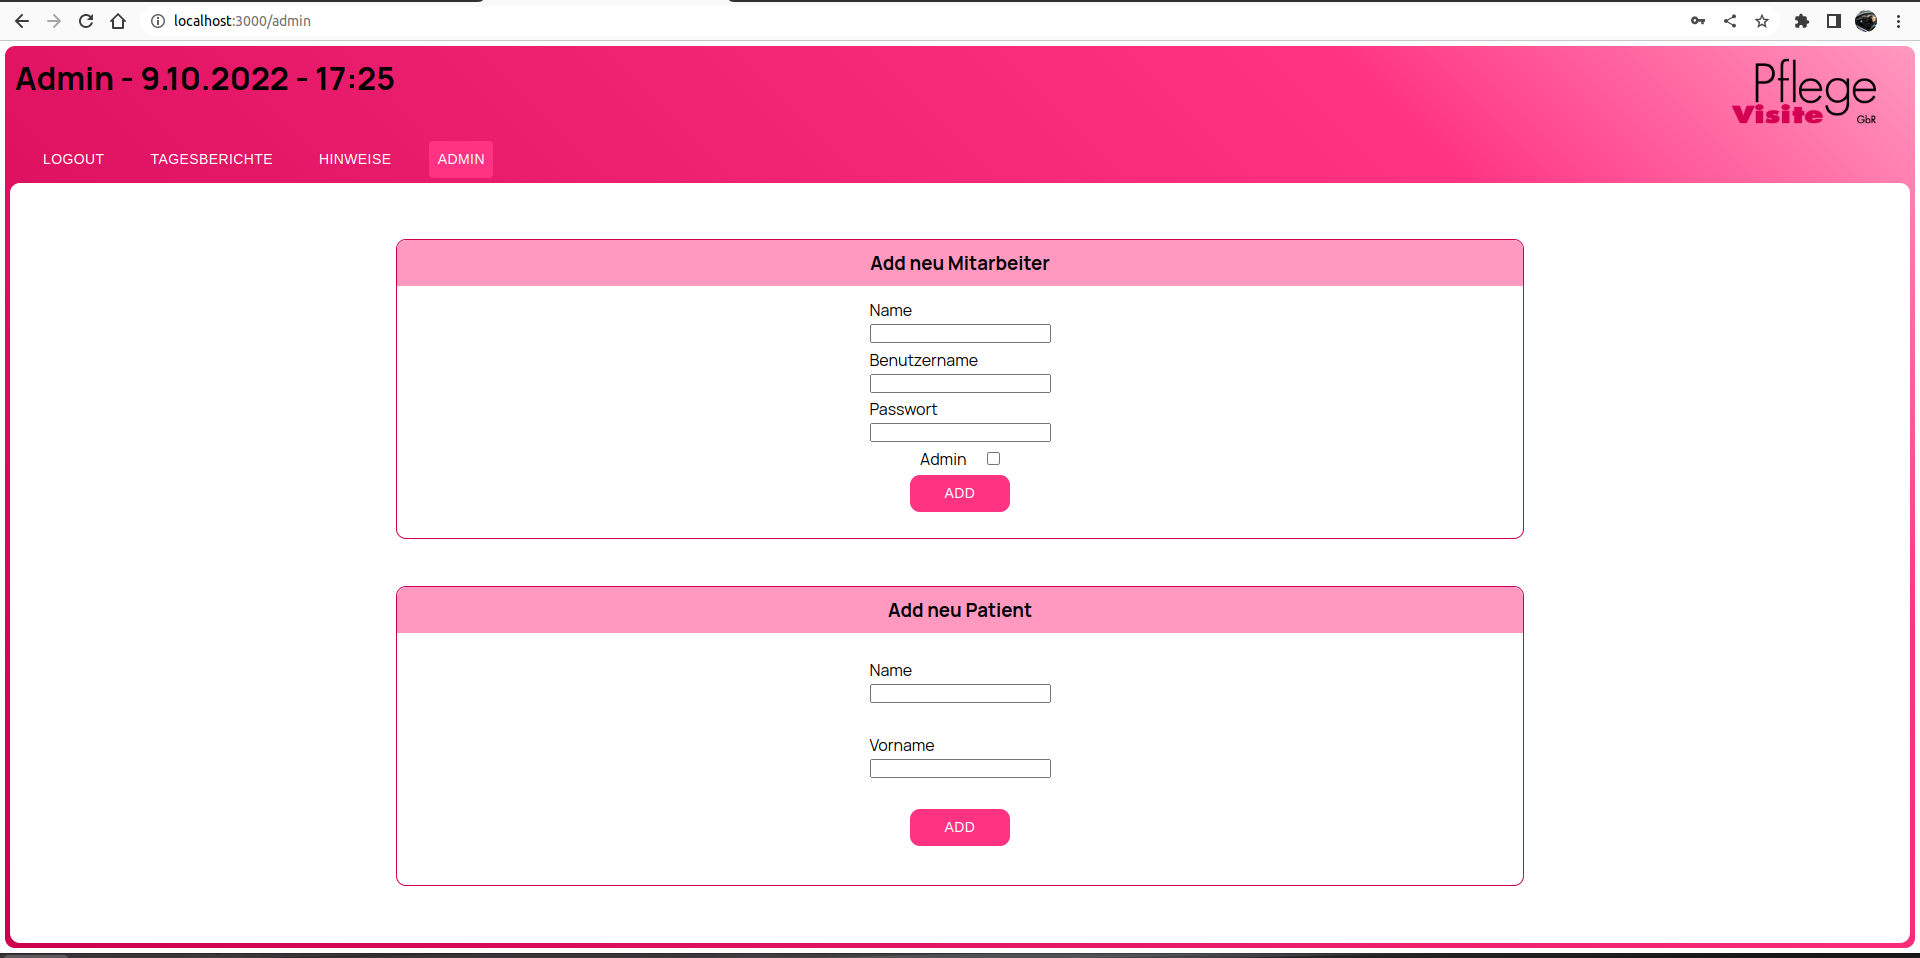 localhost:3000/admin
Admin - 9.10.2022 - 17:25
Pflege
Visite GbR
LOGOUT TAGESBERICHTE HINWEISE ADMIN
Add neu Mitarbeiter
Name
Benutzername
Passwort
Admin
ADD
Add neu Patient
Name
Vorname
ADD